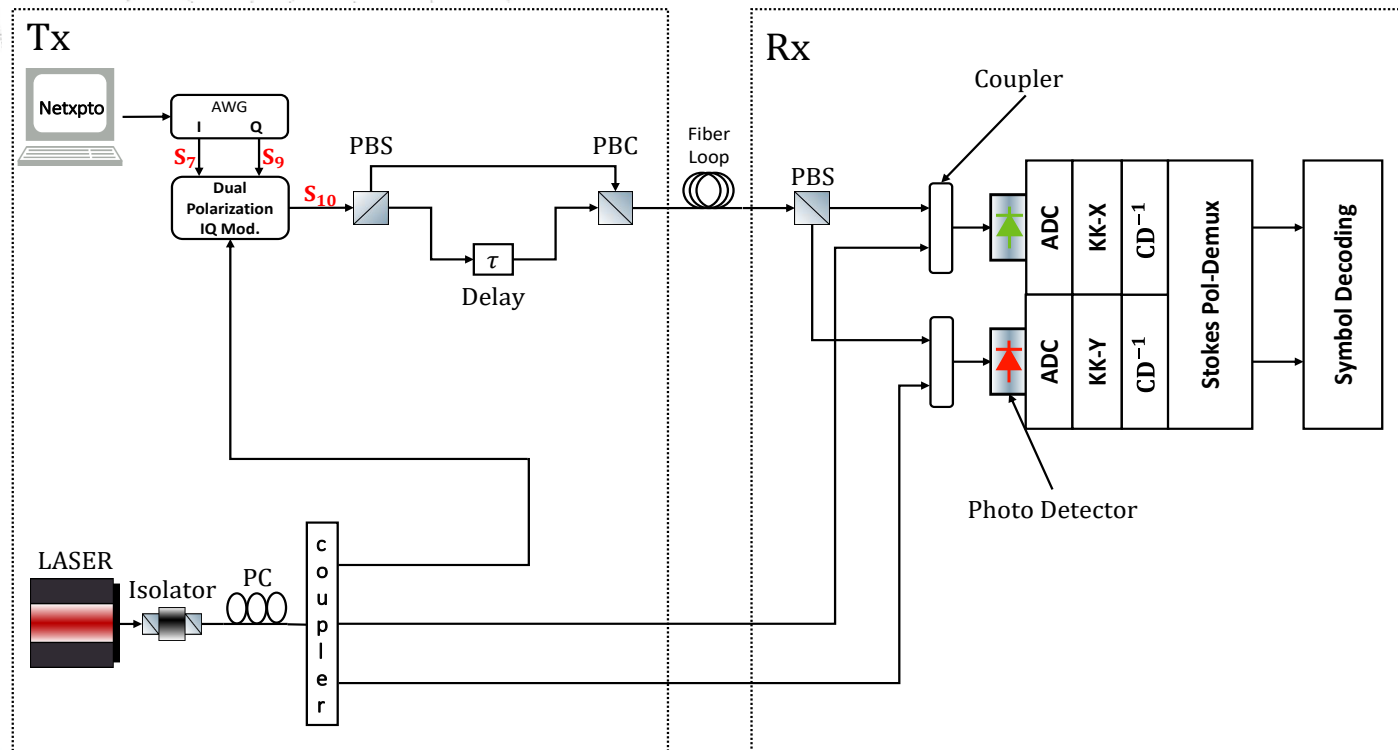 Tx
Netxpto
AWG
I Q
S7 S9
Dual
Polarization
IQ Mod.
S10
PBS
PBC
τ
Delay
Fiber
Loop
LASER
Isolator
PC
coupler
Rx
Coupler
PBS
ADC
KK-X
CD⁻¹
ADC
KK-Y
CD⁻¹
Stokes Pol-Demux
Symbol Decoding
Photo Detector